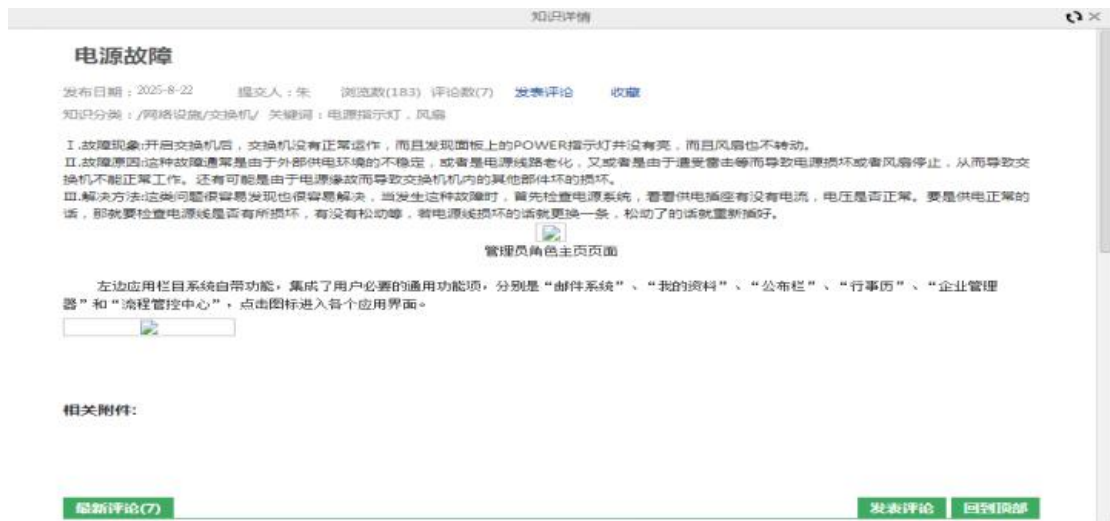 知识详情
电源故障
发布日期：2025-8-22 提交人：朱 浏览数(183) 评论数(7) 发表评论 收藏
知识分类：/网络设施/交换机/ 关键词：电源指示灯，风扇
Ⅰ.故障现象:开启交换机后，交换机没有正常运作，而且发现面板上的POWER指示灯并没有亮，而且风扇也不转动。
Ⅱ.故障原因:这种故障通常是由于外部供电环境的不稳定，或者是电源线路老化，又或者是由于遭受雷击等而导致电源损坏或者风扇停止，从而导致交
换机不能正常工作。还有可能是由于电源缘故而导致交换机机内的其他部件坏的损坏。
Ⅲ.解决方法:这类问题很容易发现也很容易解决，当发生这种故障时，首先检查电源系统，看看供电插座有没有电流，电压是否正常。要是供电正常的
话，那就要检查电源线是否有所损坏，有没有松动等，若电源线损坏的话就更换一条，松动了的话就重新插好。
管理员角色主页页面
左边应用栏目系统自带功能，集成了用户必要的通用功能项，分别是“邮件系统”、“我的资料”、“公布栏”、“行事历”、“企业管理
器”和“流程管控中心”，点击图标进入各个应用界面。
相关附件:
最新评论(7) 发表评论 回到顶部